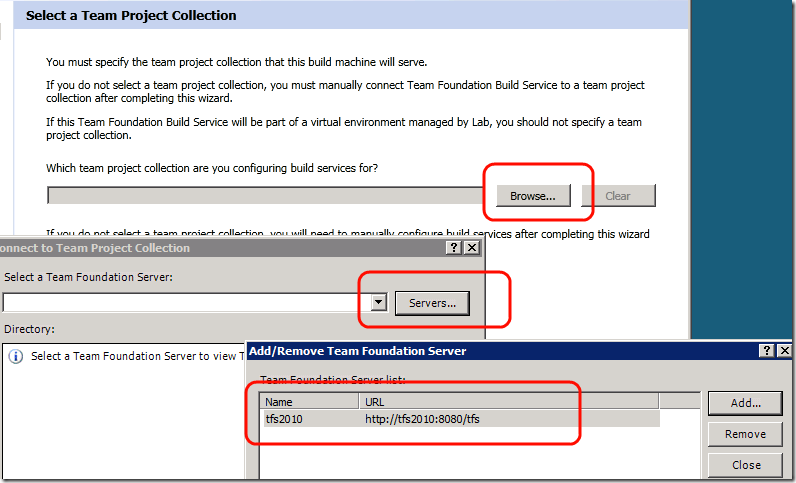 Select a Team Project Collection
You must specify the team project collection that this build machine will serve.
If you do not select a team project collection, you must manually connect Team Foundation Build Service to a team project
collection after completing this wizard.
If this Team Foundation Build Service will be part of a virtual environment managed by Lab, you should not specify a team
project collection.
Which team project collection are you configuring build services for?
Browse... Clear
If you do not select a team project collection, you will need to manually configure build services after completing this wizard
onnect to Team Project Collection
Select a Team Foundation Server:
Servers...
Directory:
Select a Team Foundation Server to view T
Add/Remove Team Foundation Server
Team Foundation Server list:
Name URL
tfs2010 http://tfs2010:8080/tfs
Add...
Remove
Close